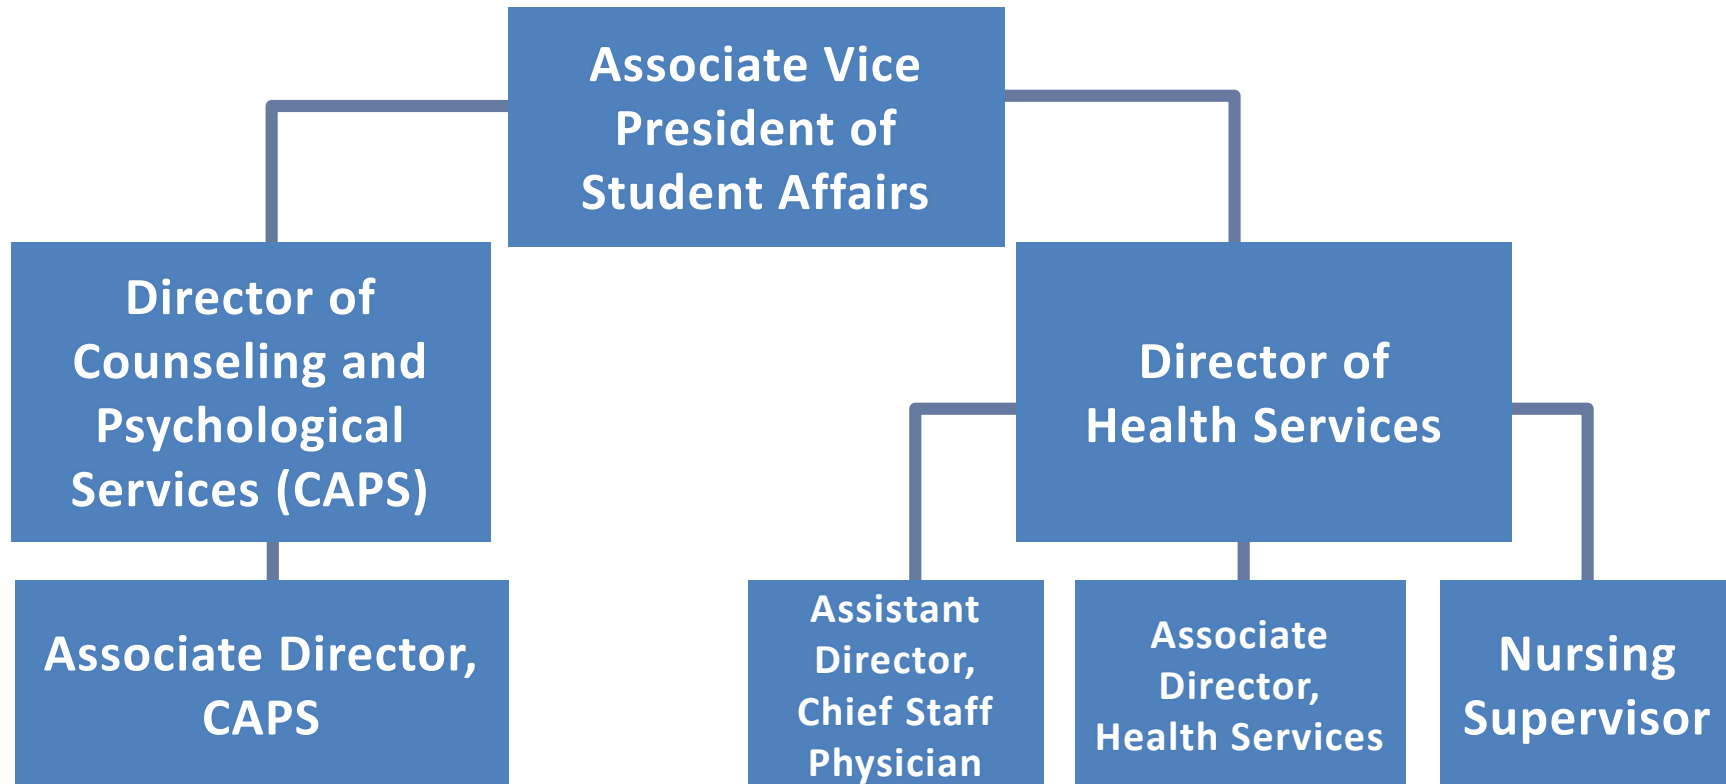 Associate Vice
President of
Student Affairs
Director of
Counseling and
Psychological
Services (CAPS)
Director of
Health Services
Associate Director,
CAPS
Assistant
Director,
Chief Staff
Physician
Associate
Director,
Health Services
Nursing
Supervisor